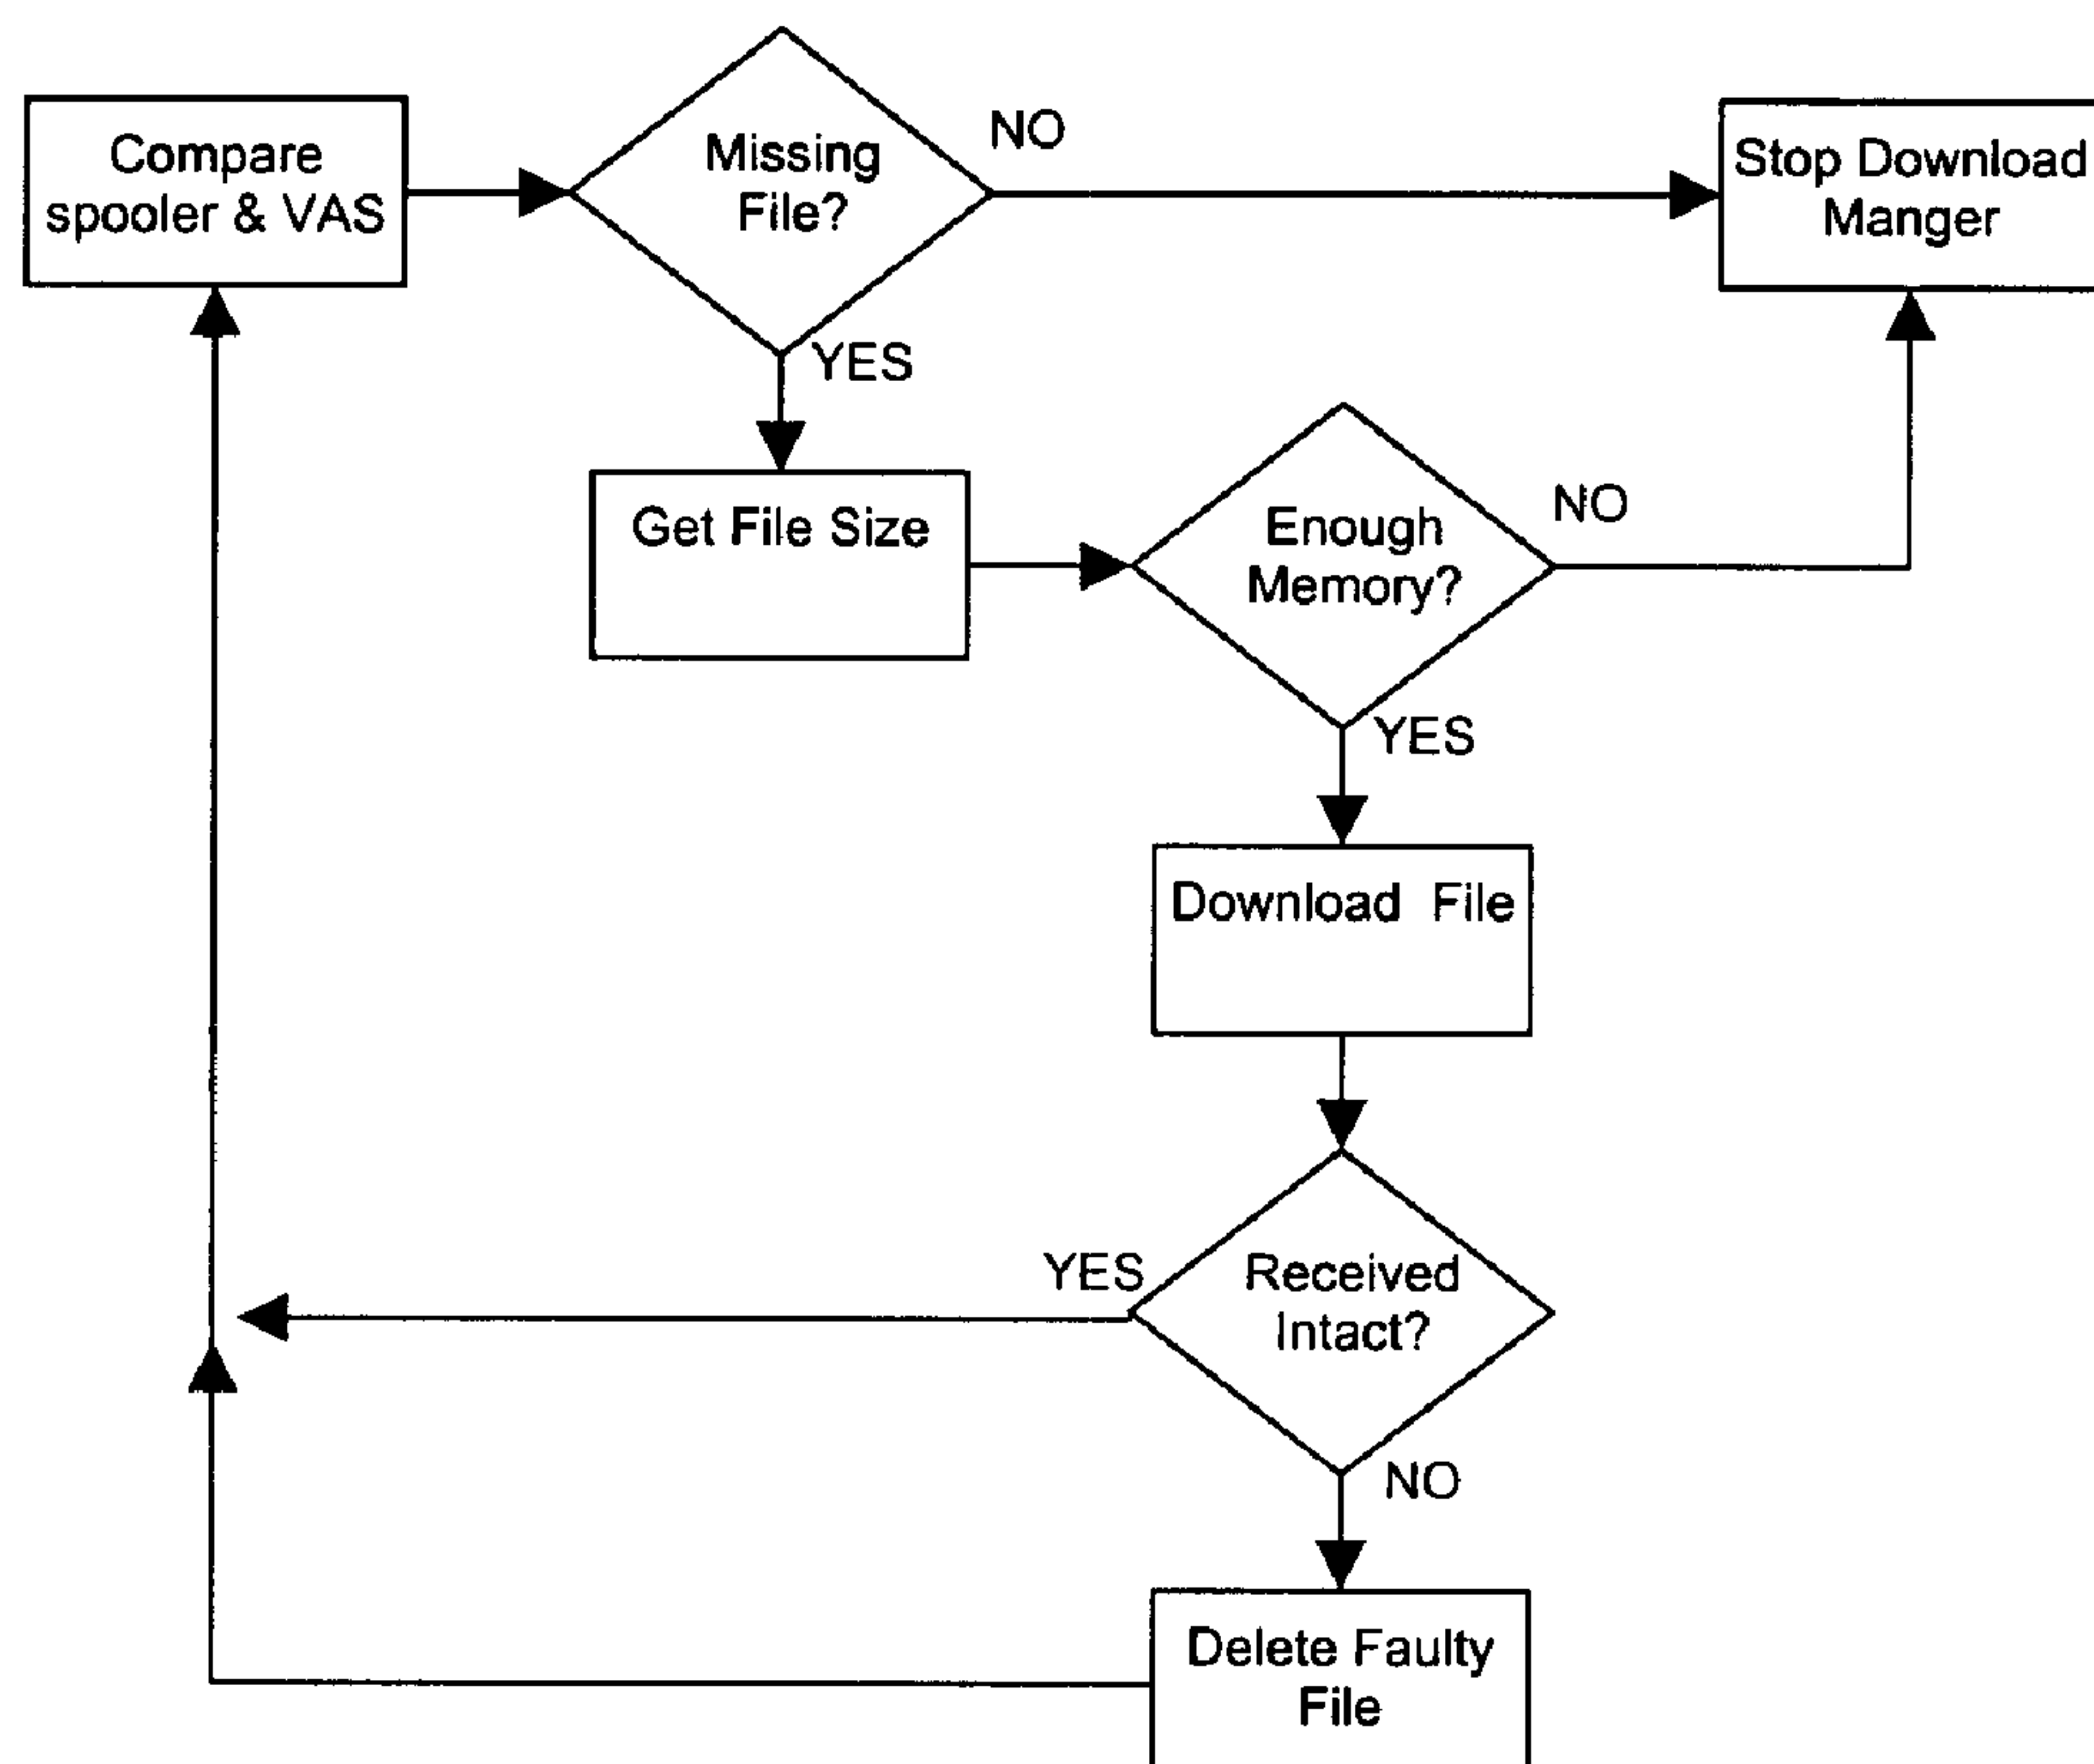 Compare
spooler & VAS
Missing
File?
NO
Stop Download
Manger
YES
Get File Size
Enough
Memory?
NO
YES
Download File
YES
Received
Intact?
NO
Delete Faulty
File